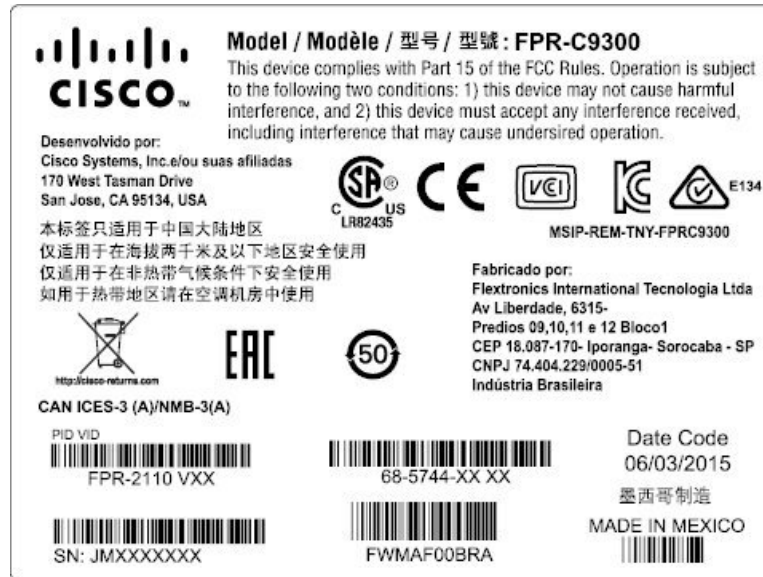 CISCO™
Model / Modèle / 型号 / 型號 : FPR-C9300
This device complies with Part 15 of the FCC Rules. Operation is subject
to the following two conditions: 1) this device may not cause harmful
interference, and 2) this device must accept any interference received,
including interference that may cause undersired operation.
Desenvolvido por:
Cisco Systems, Inc.e/ou suas afiliadas
170 West Tasman Drive
San Jose, CA 95134, USA
C SA ® US
LR82435
CE
VCI
KC
E134
MSIP-REM-TNY-FPRC9300
本标签只适用于中国大陆地区
仅适用于在海拔两千米及以下地区安全使用
仅适用于在非热带气候条件下安全使用
如用于热带地区请在空调机房中使用
Fabricado por:
Flextronics International Tecnologia Ltda
Av Liberdade, 6315-
Predios 09,10,11 e 12 Bloco1
CEP 18.087-170- Iporanga- Sorocaba - SP
CNPJ 74.404.229/0005-51
Indústria Brasileira
http://cisco-returns.com
EAC
50
CAN ICES-3 (A)/NMB-3(A)
PID VID
FPR-2110 VXX
68-5744-XX XX
Date Code
06/03/2015
墨西哥制造
MADE IN MEXICO
SN: JMXXXXXXX
FWMAF00BRA